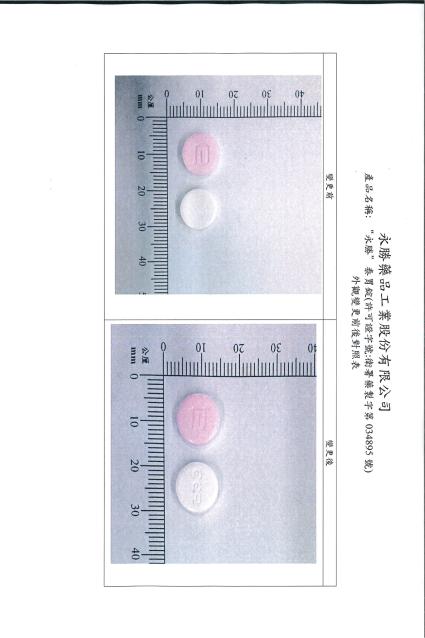 永勝藥品工業股份有限公司
產品名稱: "永勝" 泰胃錠(許可證字號:衛署藥製字第 034895 號)
外觀變更前後對照表
變更前
0 10 20 30 40
公厘
mm 0 10 20 30 40
變更後
0 10 20 30 40
公厘
mm 0 10 20 30 40